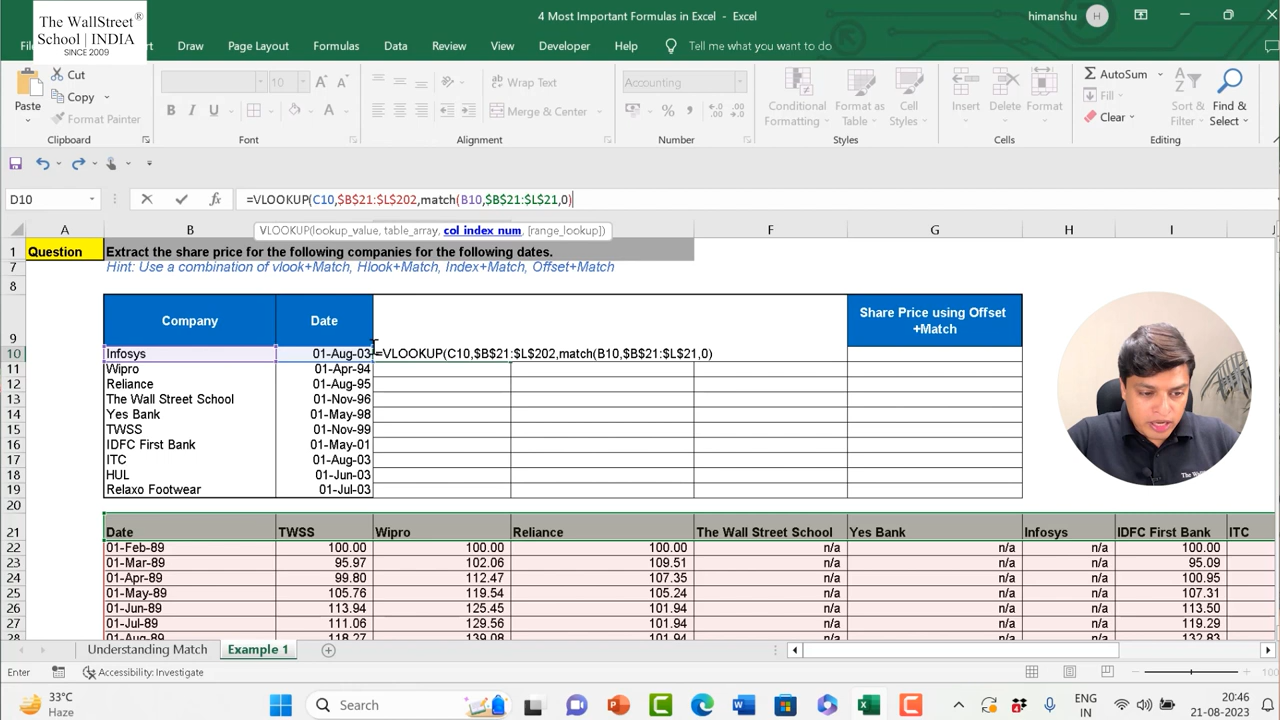 The WallStreet
School | INDIA
SINCE 2009
4 Most Important Formulas in Excel - Excel
himanshu
H
Draw
Page Layout
Formulas
Data
Review
View
Developer
Help
Tell me what you want to do
Paste
Cut
Copy
Format Painter
Clipboard
10
B I U
Font
Wrap Text
Merge & Center
Alignment
Accounting
Number
Conditional
Formatting
Format as
Table
Cell
Styles
Styles
Insert
Delete
Format
Cells
AutoSum
Fill
Clear
Sort &
Filter
Find &
Select
Editing
D10
=VLOOKUP(C10,$B$21:$L$202,match(B10,$B$21:$L$21,0)
VLOOKUP(lookup_value, table_array, col_index_num, [range_lookup])
A B F G H I
1 Question Extract the share price for the following companies for the following dates.
7 Hint: Use a combination of vlook+Match, Hlook+Match, Index+Match, Offset+Match
8
9 Company Date Share Price using Offset
+Match
10 Infosys 01-Aug-03 =VLOOKUP(C10,$B$21:$L$202,match(B10,$B$21:$L$21,0)
11 Wipro 01-Apr-94
12 Reliance 01-Aug-95
13 The Wall Street School 01-Nov-96
14 Yes Bank 01-May-98
15 TWSS 01-Nov-99
16 IDFC First Bank 01-May-01
17 ITC 01-Aug-03
18 HUL 01-Jun-03
19 Relaxo Footwear 01-Jul-03
20
21 Date TWSS Wipro Reliance The Wall Street School Yes Bank Infosys IDFC First Bank ITC
22 01-Feb-89 100.00 100.00 100.00 n/a n/a n/a 100.00
23 01-Mar-89 95.97 102.06 109.51 n/a n/a n/a 95.09
24 01-Apr-89 99.80 112.47 107.35 n/a n/a n/a 100.95
25 01-May-89 105.76 119.54 105.24 n/a n/a n/a 107.31
26 01-Jun-89 113.94 125.45 101.94 n/a n/a n/a 113.50
27 01-Jul-89 111.06 129.56 101.94 n/a n/a n/a 119.29
28 01-Aug-89 118.27 139.08 101.94 n/a n/a n/a 132.83
Understanding Match
Example 1
Enter
Accessibility: Investigate
33°C
Haze
Search
ENG
IN
20:46
21-08-2023